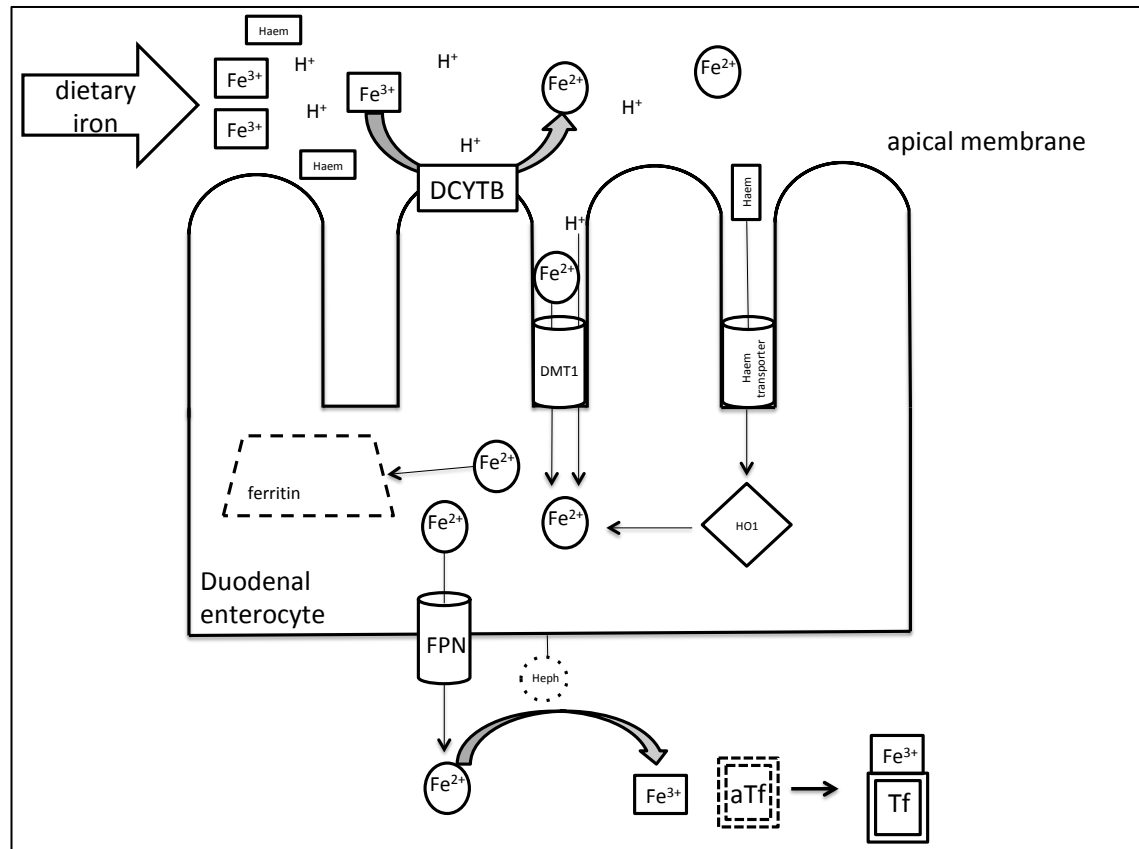 Haem
H⁺
H⁺
Fe²⁺
Fe²⁺
Fe³⁺
Fe³⁺
dietary
iron
H⁺
H⁺
Fe³⁺
H⁺
apical membrane
Haem
DCYTB
Haem
H⁺
Fe²⁺
DMT1
Haem
transporter
Fe²⁺
ferritin
Fe²⁺
Fe²⁺
HO1
Duodenal
enterocyte
FPN
Heph
Fe²⁺
Fe³⁺
aTf
Fe³⁺
Tf